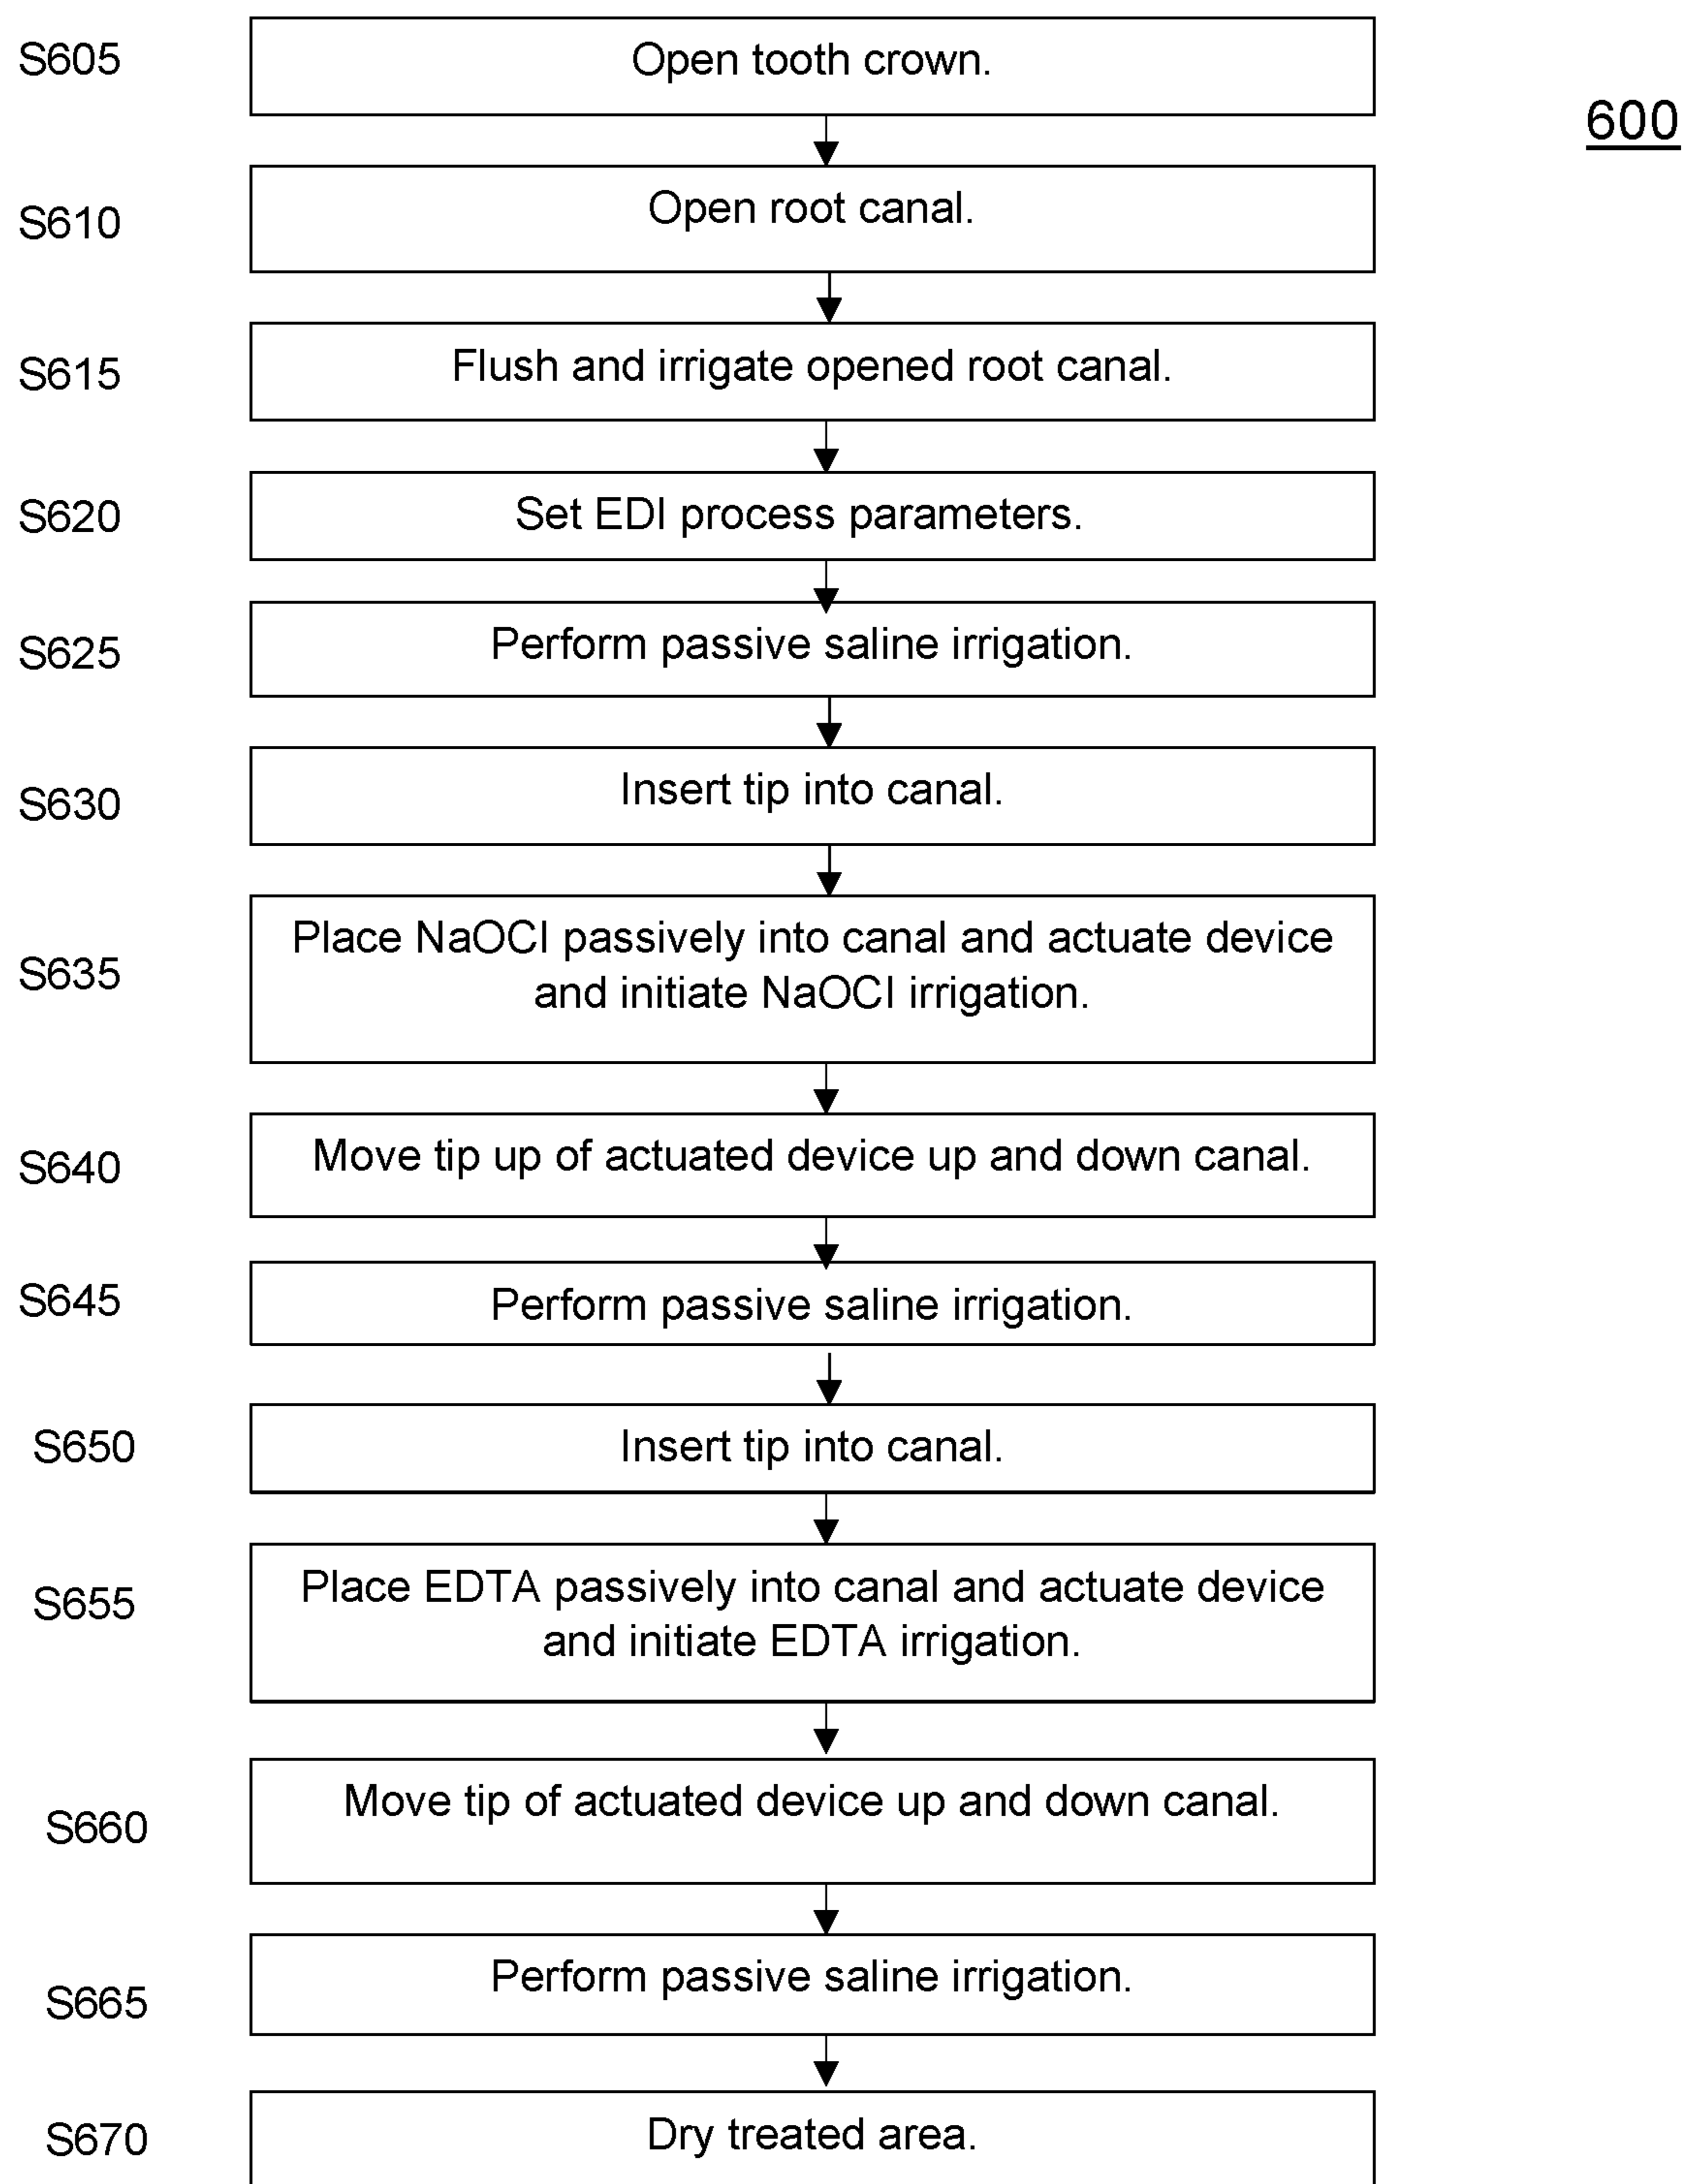 S605
Open tooth crown.
600
S610
Open root canal.
S615
Flush and irrigate opened root canal.
S620
Set EDI process parameters.
S625
Perform passive saline irrigation.
S630
Insert tip into canal.
S635
Place NaOCl passively into canal and actuate device
and initiate NaOCl irrigation.
S640
Move tip up of actuated device up and down canal.
S645
Perform passive saline irrigation.
S650
Insert tip into canal.
S655
Place EDTA passively into canal and actuate device
and initiate EDTA irrigation.
S660
Move tip of actuated device up and down canal.
S665
Perform passive saline irrigation.
S670
Dry treated area.